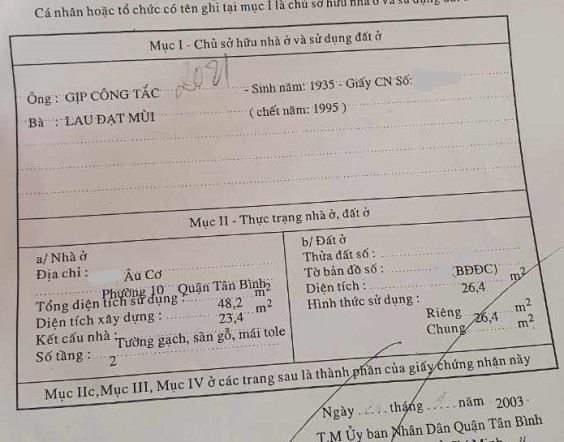 Cá nhân hoặc tổ chức có tên ghi tại mục I là chủ sở hữu nhà ở và sử dụng đất ở
Mục I - Chủ sở hữu nhà ở và sử dụng đất ở
Ông : GỊP CÔNG TẮC - Sinh năm: 1935 - Giấy CN Số:
Bà : LAU ĐẠT MÙI ( chết năm: 1995 )
Mục II - Thực trạng nhà ở, đất ở
a/ Nhà ở
Địa chỉ : Âu Cơ
Phường 10 Quận Tân Bình
Tổng diện tích sử dụng : 48,2 m2
Diện tích xây dựng : 23,4 m2
Kết cấu nhà : Tường gạch, sàn gỗ, mái tole
Số tầng : 2
b/ Đất ở
Thửa đất số :
Tờ bản đồ số : (BĐĐC)
Diện tích : 26,4 m2
Hình thức sử dụng :
Riêng 26,4 m2
Chung m2
Mục IIc, Mục III, Mục IV ở các trang sau là thành phần của giấy chứng nhận này
Ngày ..... tháng ..... năm 2003
T.M Ủy ban Nhân Dân Quận Tân Bình